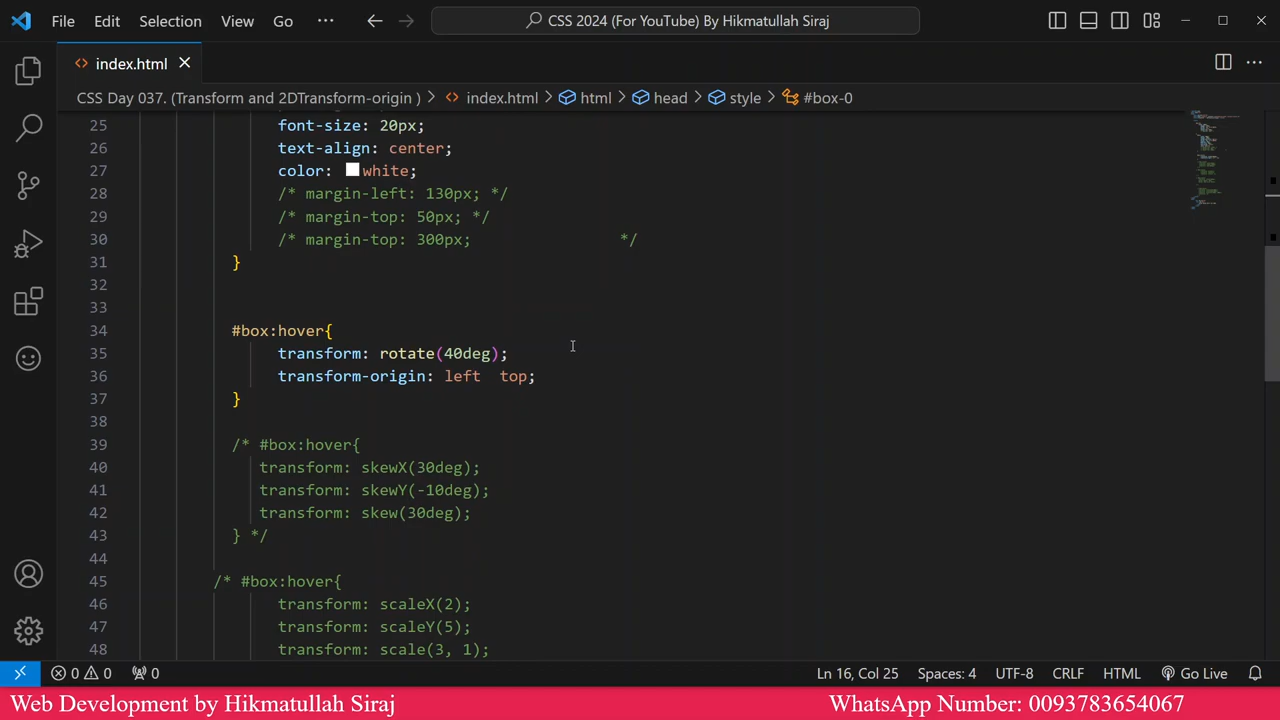 File Edit Selection View Go ··· CSS 2024 (For YouTube) By Hikmatullah Siraj
index.html
CSS Day 037. (Transform and 2DTransform-origin ) > index.html > html > head > style > #box-0
25 font-size: 20px;
26 text-align: center;
27 color: white;
28 /* margin-left: 130px; */
29 /* margin-top: 50px; */
30 /* margin-top: 300px; */
31 }
32
33
34 #box:hover{
35 transform: rotate(40deg);
36 transform-origin: left  top;
37 }
38
39 /* #box:hover{
40 transform: skewX(30deg);
41 transform: skewY(-10deg);
42 transform: skew(30deg);
43 } */
44
45 /* #box:hover{
46 transform: scaleX(2);
47 transform: scaleY(5);
48 transform: scale(3, 1);
0 0 0 Ln 16, Col 25 Spaces: 4 UTF-8 CRLF HTML Go Live
Web Development by Hikmatullah Siraj WhatsApp Number: 0093783654067